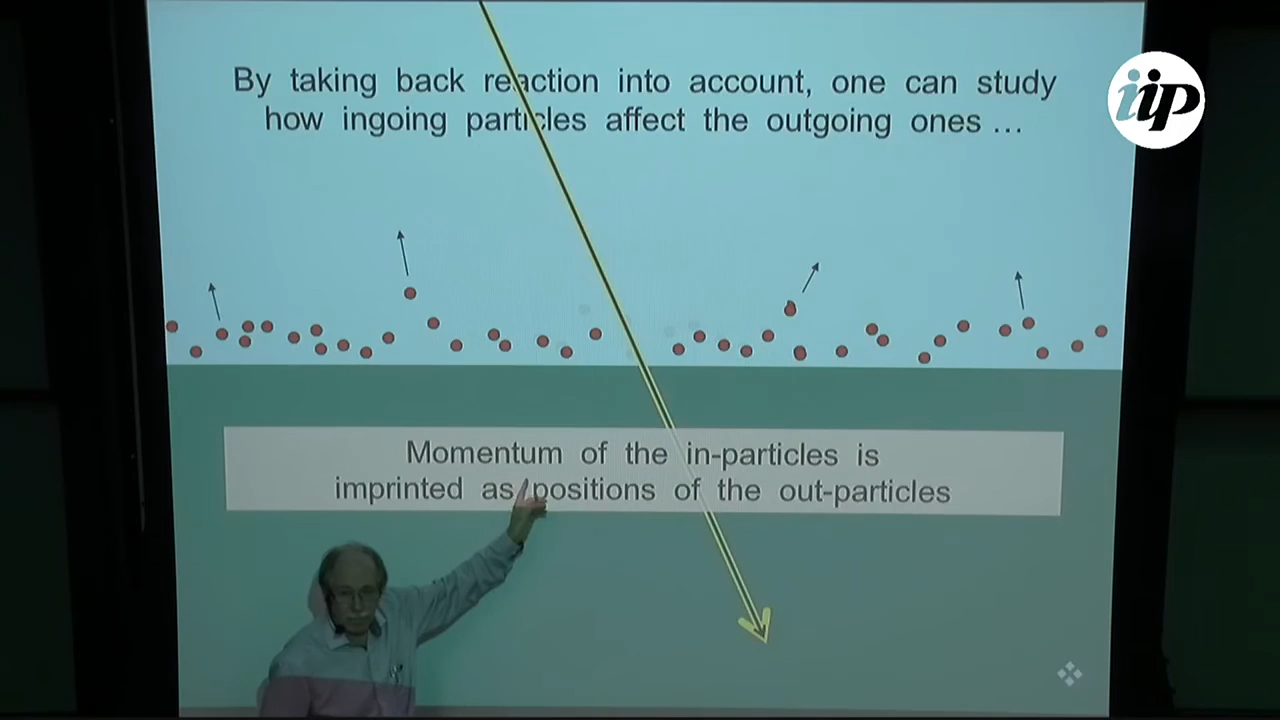 By taking back reaction into account, one can study
how ingoing particles affect the outgoing ones ...
iip
Momentum of the in-particles is
imprinted as positions of the out-particles